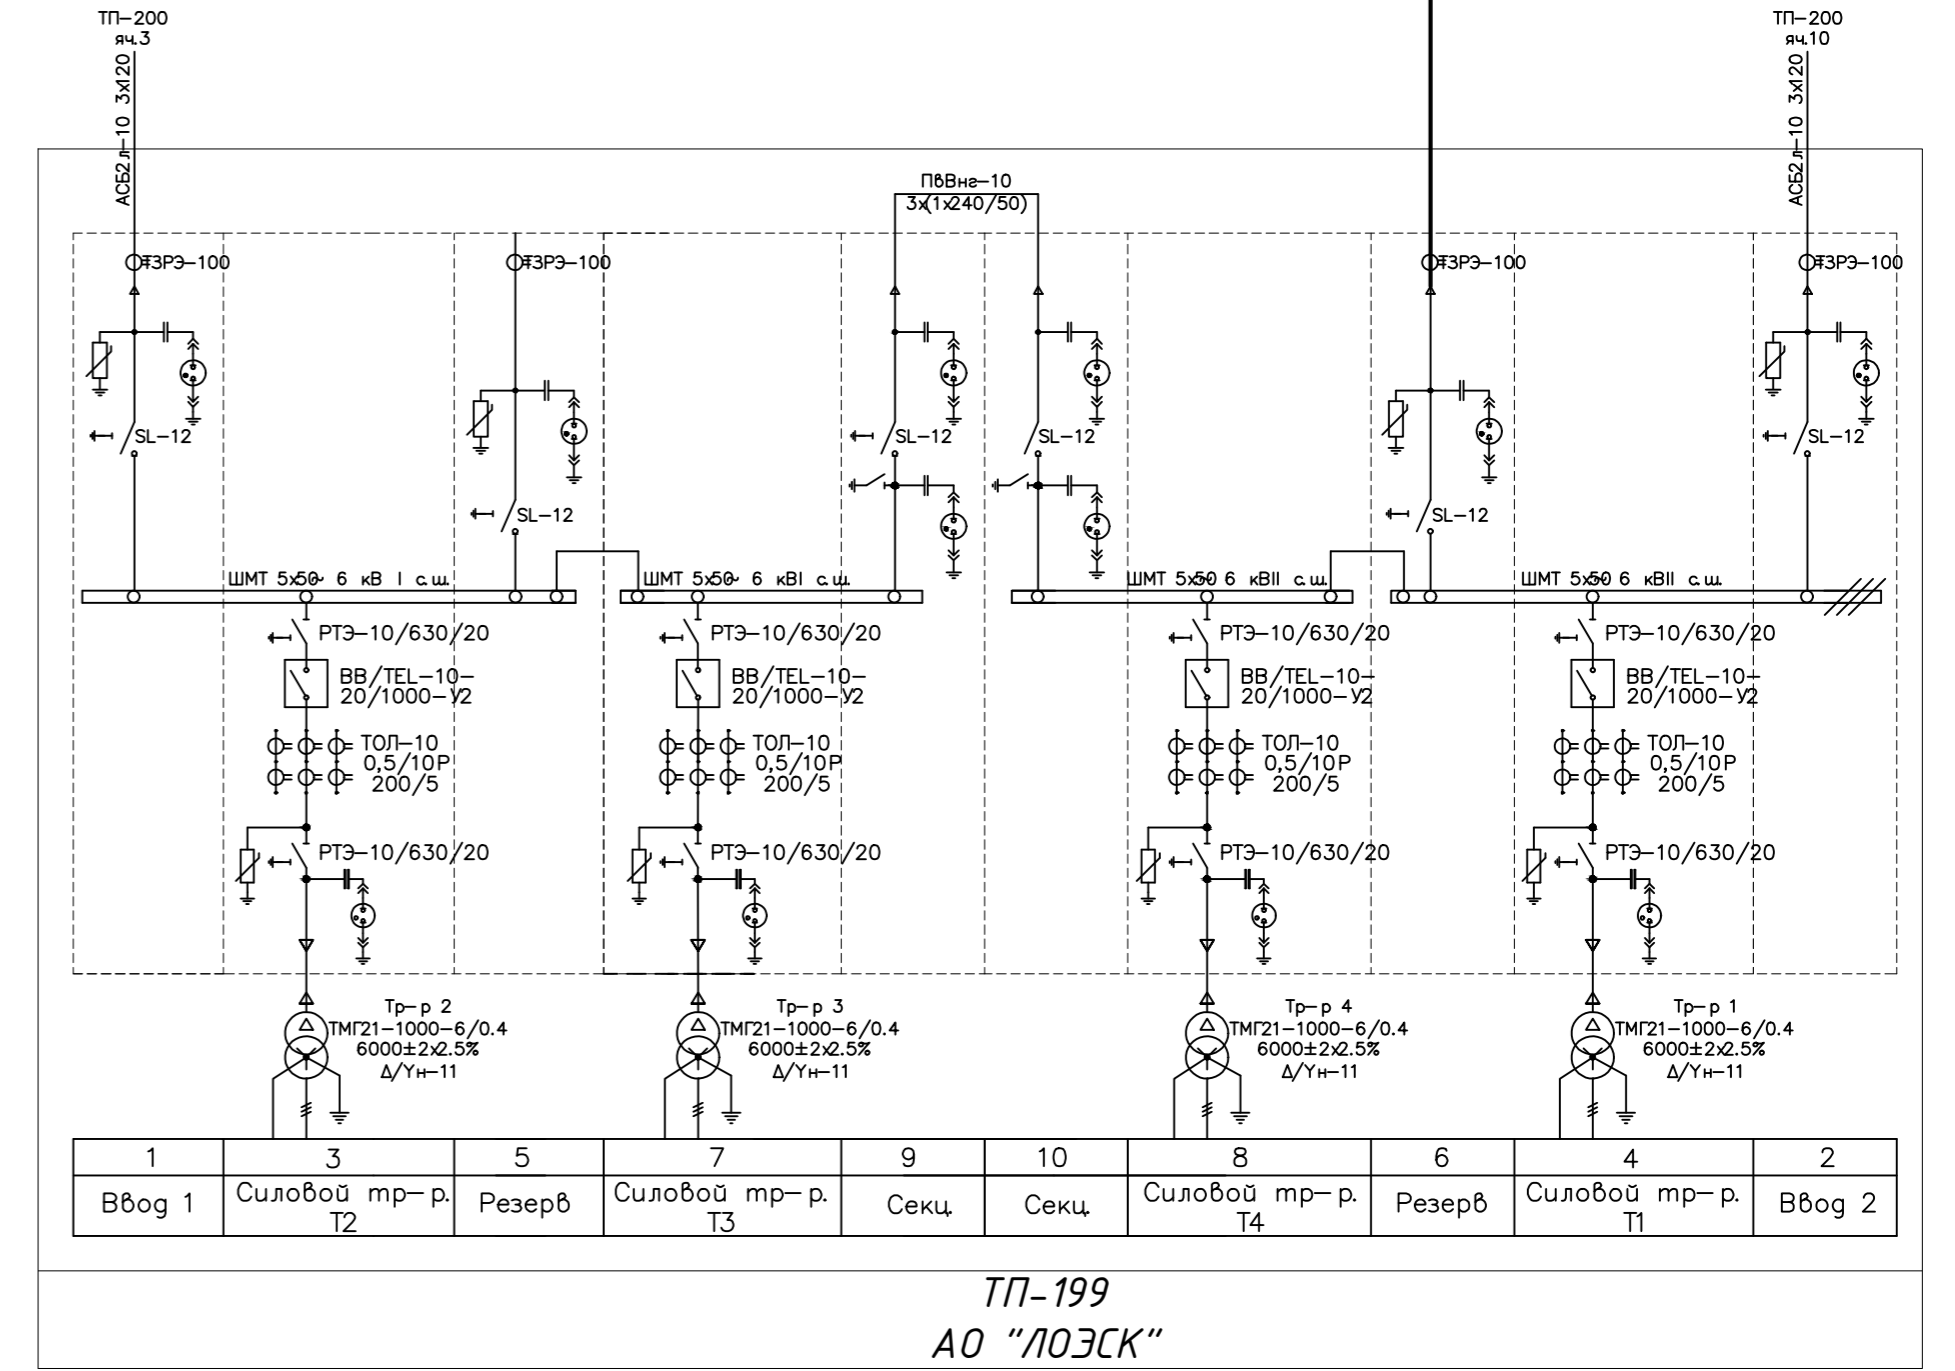 ТП-200
яч.3
АСБ2л-10 3х120
ТП-200
яч.10
АСБ2л-10 3х120
ПвВнг-10
3х(1х240/50)
ТЗРЭ-100
ТЗРЭ-100
ТЗРЭ-100
ТЗРЭ-100
SL-12
SL-12
SL-12
SL-12
SL-12
SL-12
ШМТ 5х50~ 6 кВ I с.ш.
ШМТ 5х50~ 6 кВI с.ш.
ШМТ 5х50 6 кВII с.ш.
ШМТ 5х50 6 кВII с.ш.
РТЭ-10/630/20
РТЭ-10/630/20
РТЭ-10/630/20
РТЭ-10/630/20
ВВ/TEL-10-
20/1000-У2
ВВ/TEL-10-
20/1000-У2
ВВ/TEL-10-
20/1000-У2
ВВ/TEL-10-
20/1000-У2
ТОЛ-10
0,5/10Р
200/5
ТОЛ-10
0,5/10Р
200/5
ТОЛ-10
0,5/10Р
200/5
ТОЛ-10
0,5/10Р
200/5
РТЭ-10/630/20
РТЭ-10/630/20
РТЭ-10/630/20
РТЭ-10/630/20
Тр-р 2
ТМГ21-1000-6/0.4
6000±2х2.5%
Δ/Yн-11
Тр-р 3
ТМГ21-1000-6/0.4
6000±2х2.5%
Δ/Yн-11
Тр-р 4
ТМГ21-1000-6/0.4
6000±2х2.5%
Δ/Yн-11
Тр-р 1
ТМГ21-1000-6/0.4
6000±2х2.5%
Δ/Yн-11
1 3 5 7 9 10 8 6 4 2
Ввод 1
Силовой тр-р.
Т2
Резерв
Силовой тр-р.
Т3
Секц.
Секц.
Силовой тр-р.
Т4
Резерв
Силовой тр-р.
Т1
Ввод 2
ТП-199
АО "ЛОЭСК"